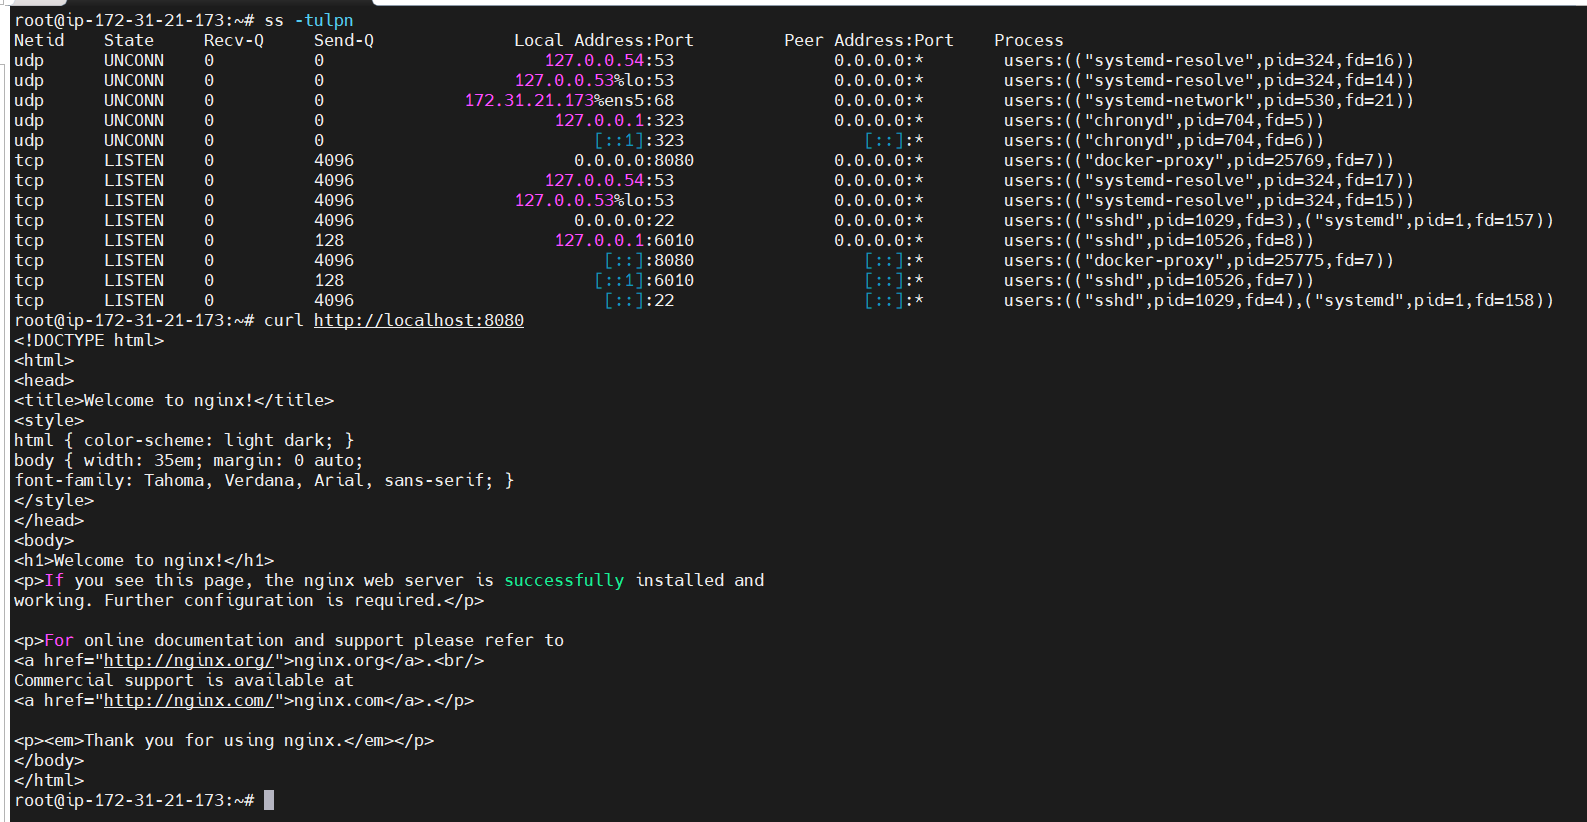 root@ip-172-31-21-173:~# ss -tulpn
Netid State Recv-Q Send-Q Local Address:Port Peer Address:Port Process
udp UNCONN 0 0 127.0.0.54:53 0.0.0.0:* users:(("systemd-resolve",pid=324,fd=16))
udp UNCONN 0 0 127.0.0.53%lo:53 0.0.0.0:* users:(("systemd-resolve",pid=324,fd=14))
udp UNCONN 0 0 172.31.21.173%ens5:68 0.0.0.0:* users:(("systemd-network",pid=530,fd=21))
udp UNCONN 0 0 127.0.0.1:323 0.0.0.0:* users:(("chronyd",pid=704,fd=5))
udp UNCONN 0 0 [::1]:323 [::]:* users:(("chronyd",pid=704,fd=6))
tcp LISTEN 0 4096 0.0.0.0:8080 0.0.0.0:* users:(("docker-proxy",pid=25769,fd=7))
tcp LISTEN 0 4096 127.0.0.54:53 0.0.0.0:* users:(("systemd-resolve",pid=324,fd=17))
tcp LISTEN 0 4096 127.0.0.53%lo:53 0.0.0.0:* users:(("systemd-resolve",pid=324,fd=15))
tcp LISTEN 0 4096 0.0.0.0:22 0.0.0.0:* users:(("sshd",pid=1029,fd=3),("systemd",pid=1,fd=157))
tcp LISTEN 0 128 127.0.0.1:6010 0.0.0.0:* users:(("sshd",pid=10526,fd=8))
tcp LISTEN 0 4096 [::]:8080 [::]:* users:(("docker-proxy",pid=25775,fd=7))
tcp LISTEN 0 128 [::1]:6010 [::]:* users:(("sshd",pid=10526,fd=7))
tcp LISTEN 0 4096 [::]:22 [::]:* users:(("sshd",pid=1029,fd=4),("systemd",pid=1,fd=158))
root@ip-172-31-21-173:~# curl http://localhost:8080
<!DOCTYPE html>
<html>
<head>
<title>Welcome to nginx!</title>
<style>
html { color-scheme: light dark; }
body { width: 35em; margin: 0 auto;
font-family: Tahoma, Verdana, Arial, sans-serif; }
</style>
</head>
<body>
<h1>Welcome to nginx!</h1>
<p>If you see this page, the nginx web server is successfully installed and
working. Further configuration is required.</p>

<p>For online documentation and support please refer to
<a href="http://nginx.org/">nginx.org</a>.<br/>
Commercial support is available at
<a href="http://nginx.com/">nginx.com</a>.</p>

<p><em>Thank you for using nginx.</em></p>
</body>
</html>
root@ip-172-31-21-173:~#